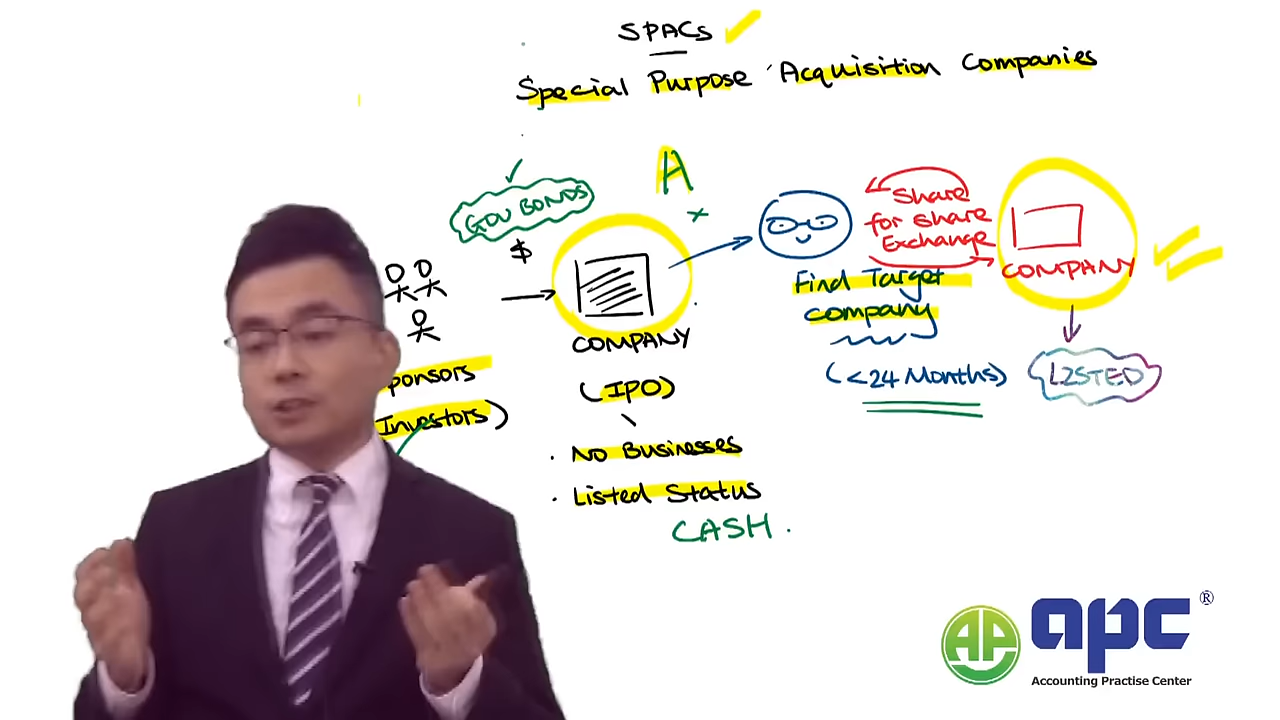 SPACs
Special Purpose Acquisition Companies
GOV BONDS
$
A
x
ponsors
Investors)
COMPANY
(IPO)
. No Businesses
. Listed Status
CASH.
Find Target
company
(<24 Months)
Share
for share
Exchange
COMPANY
LISTED
AP
apc®
Accounting Practise Center